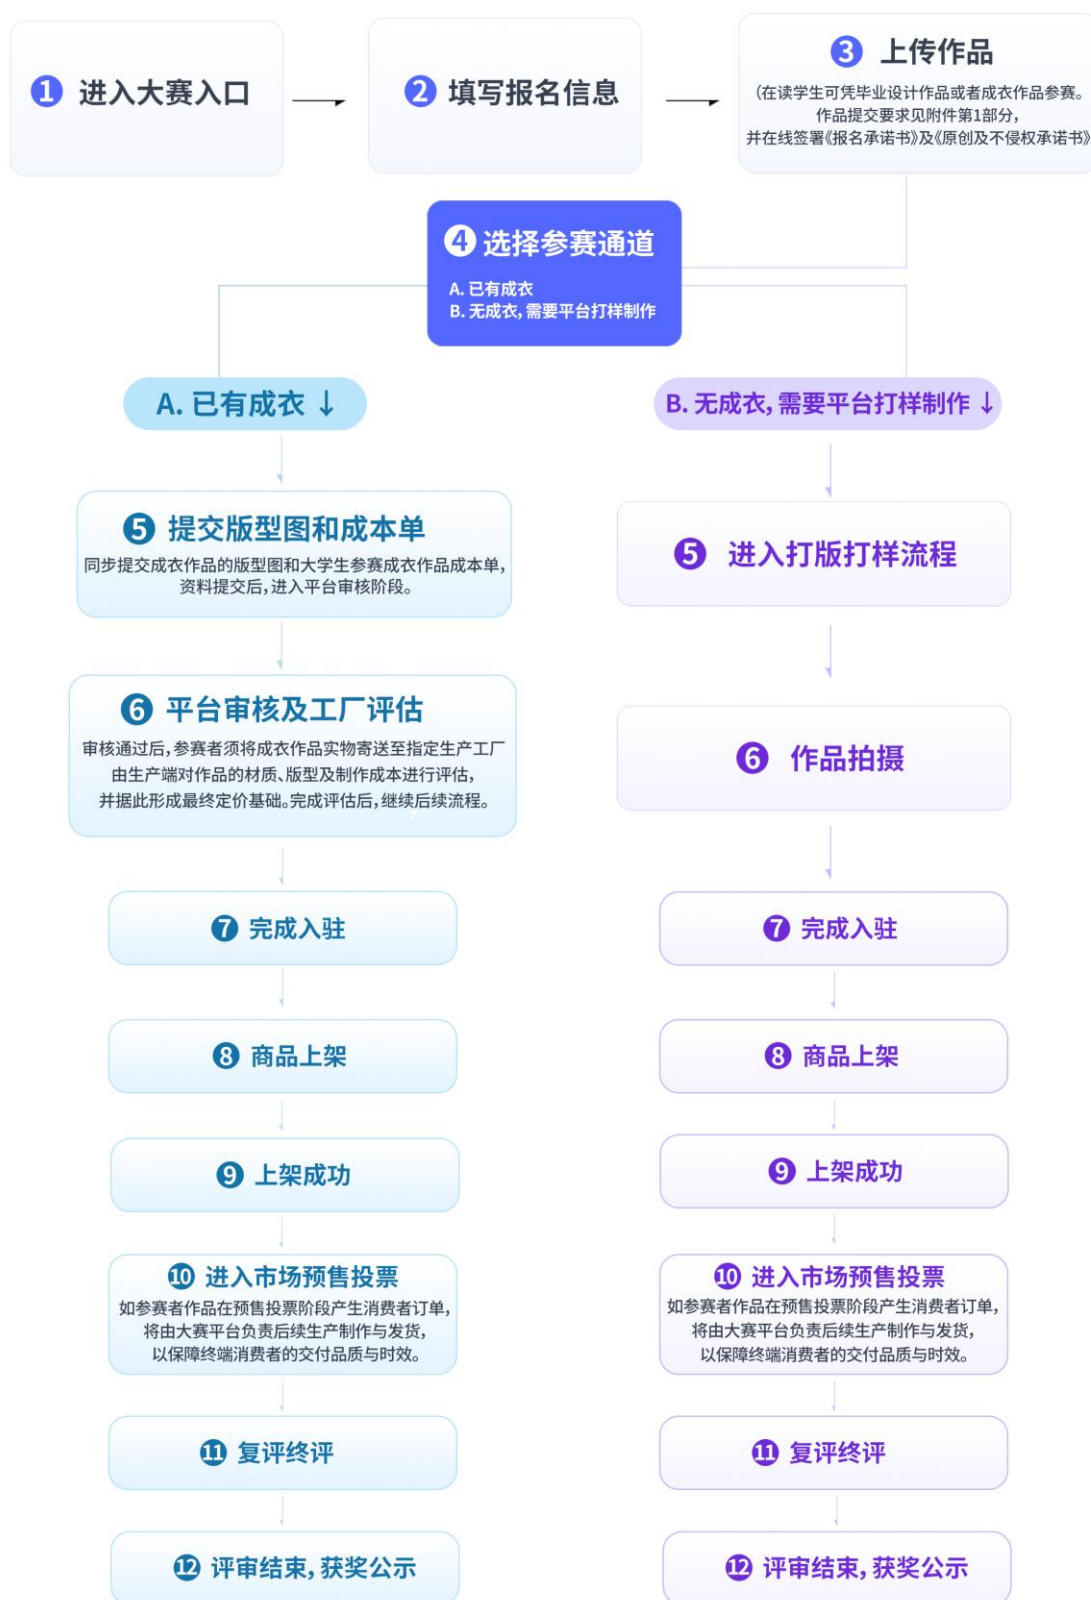 1 进入大赛入口
2 填写报名信息
3 上传作品
(在读学生可凭毕业设计作品或者成衣作品参赛。
作品提交要求见附件第1部分,
并在线签署《报名承诺书》及《原创及不侵权承诺书》
4 选择参赛通道
A. 已有成衣
B. 无成衣,需要平台打样制作
A. 已有成衣 ↓
5 提交版型图和成本单
同步提交成衣作品的版型图和大学生参赛成衣作品成本单,
资料提交后,进入平台审核阶段。
6 平台审核及工厂评估
审核通过后,参赛者须将成衣作品实物寄送至指定生产工厂
由生产端对作品的材质、版型及制作成本进行评估,
并据此形成最终定价基础。完成评估后,继续后续流程。
7 完成入驻
8 商品上架
9 上架成功
10 进入市场预售投票
如参赛者作品在预售投票阶段产生消费者订单,
将由大赛平台负责后续生产制作与发货,
以保障终端消费者的交付品质与时效。
11 复评终评
12 评审结束,获奖公示
B. 无成衣,需要平台打样制作 ↓
5 进入打版打样流程
6 作品拍摄
7 完成入驻
8 商品上架
9 上架成功
10 进入市场预售投票
如参赛者作品在预售投票阶段产生消费者订单,
将由大赛平台负责后续生产制作与发货,
以保障终端消费者的交付品质与时效。
11 复评终评
12 评审结束,获奖公示